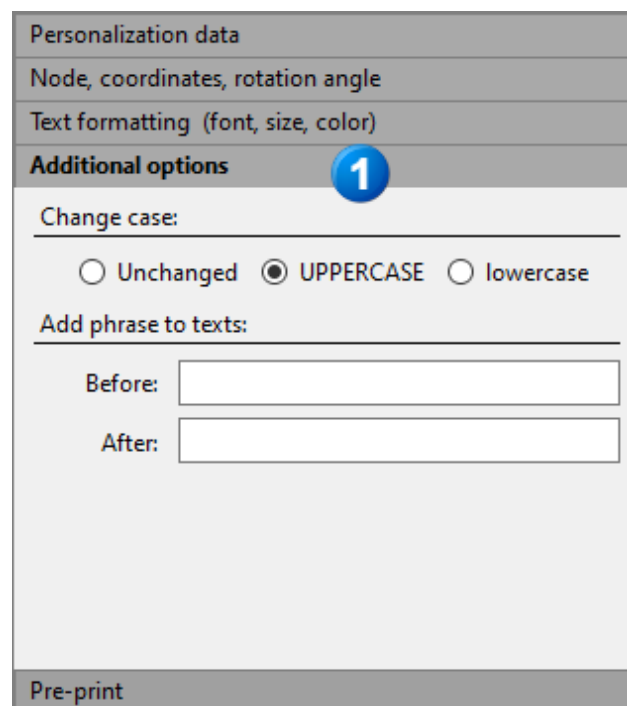 Personalization data
Node, coordinates, rotation angle
Text formatting (font, size, color)
Additional options
1
Change case:
Unchanged UPPERCASE lowercase
Add phrase to texts:
Before:
After:
Pre-print